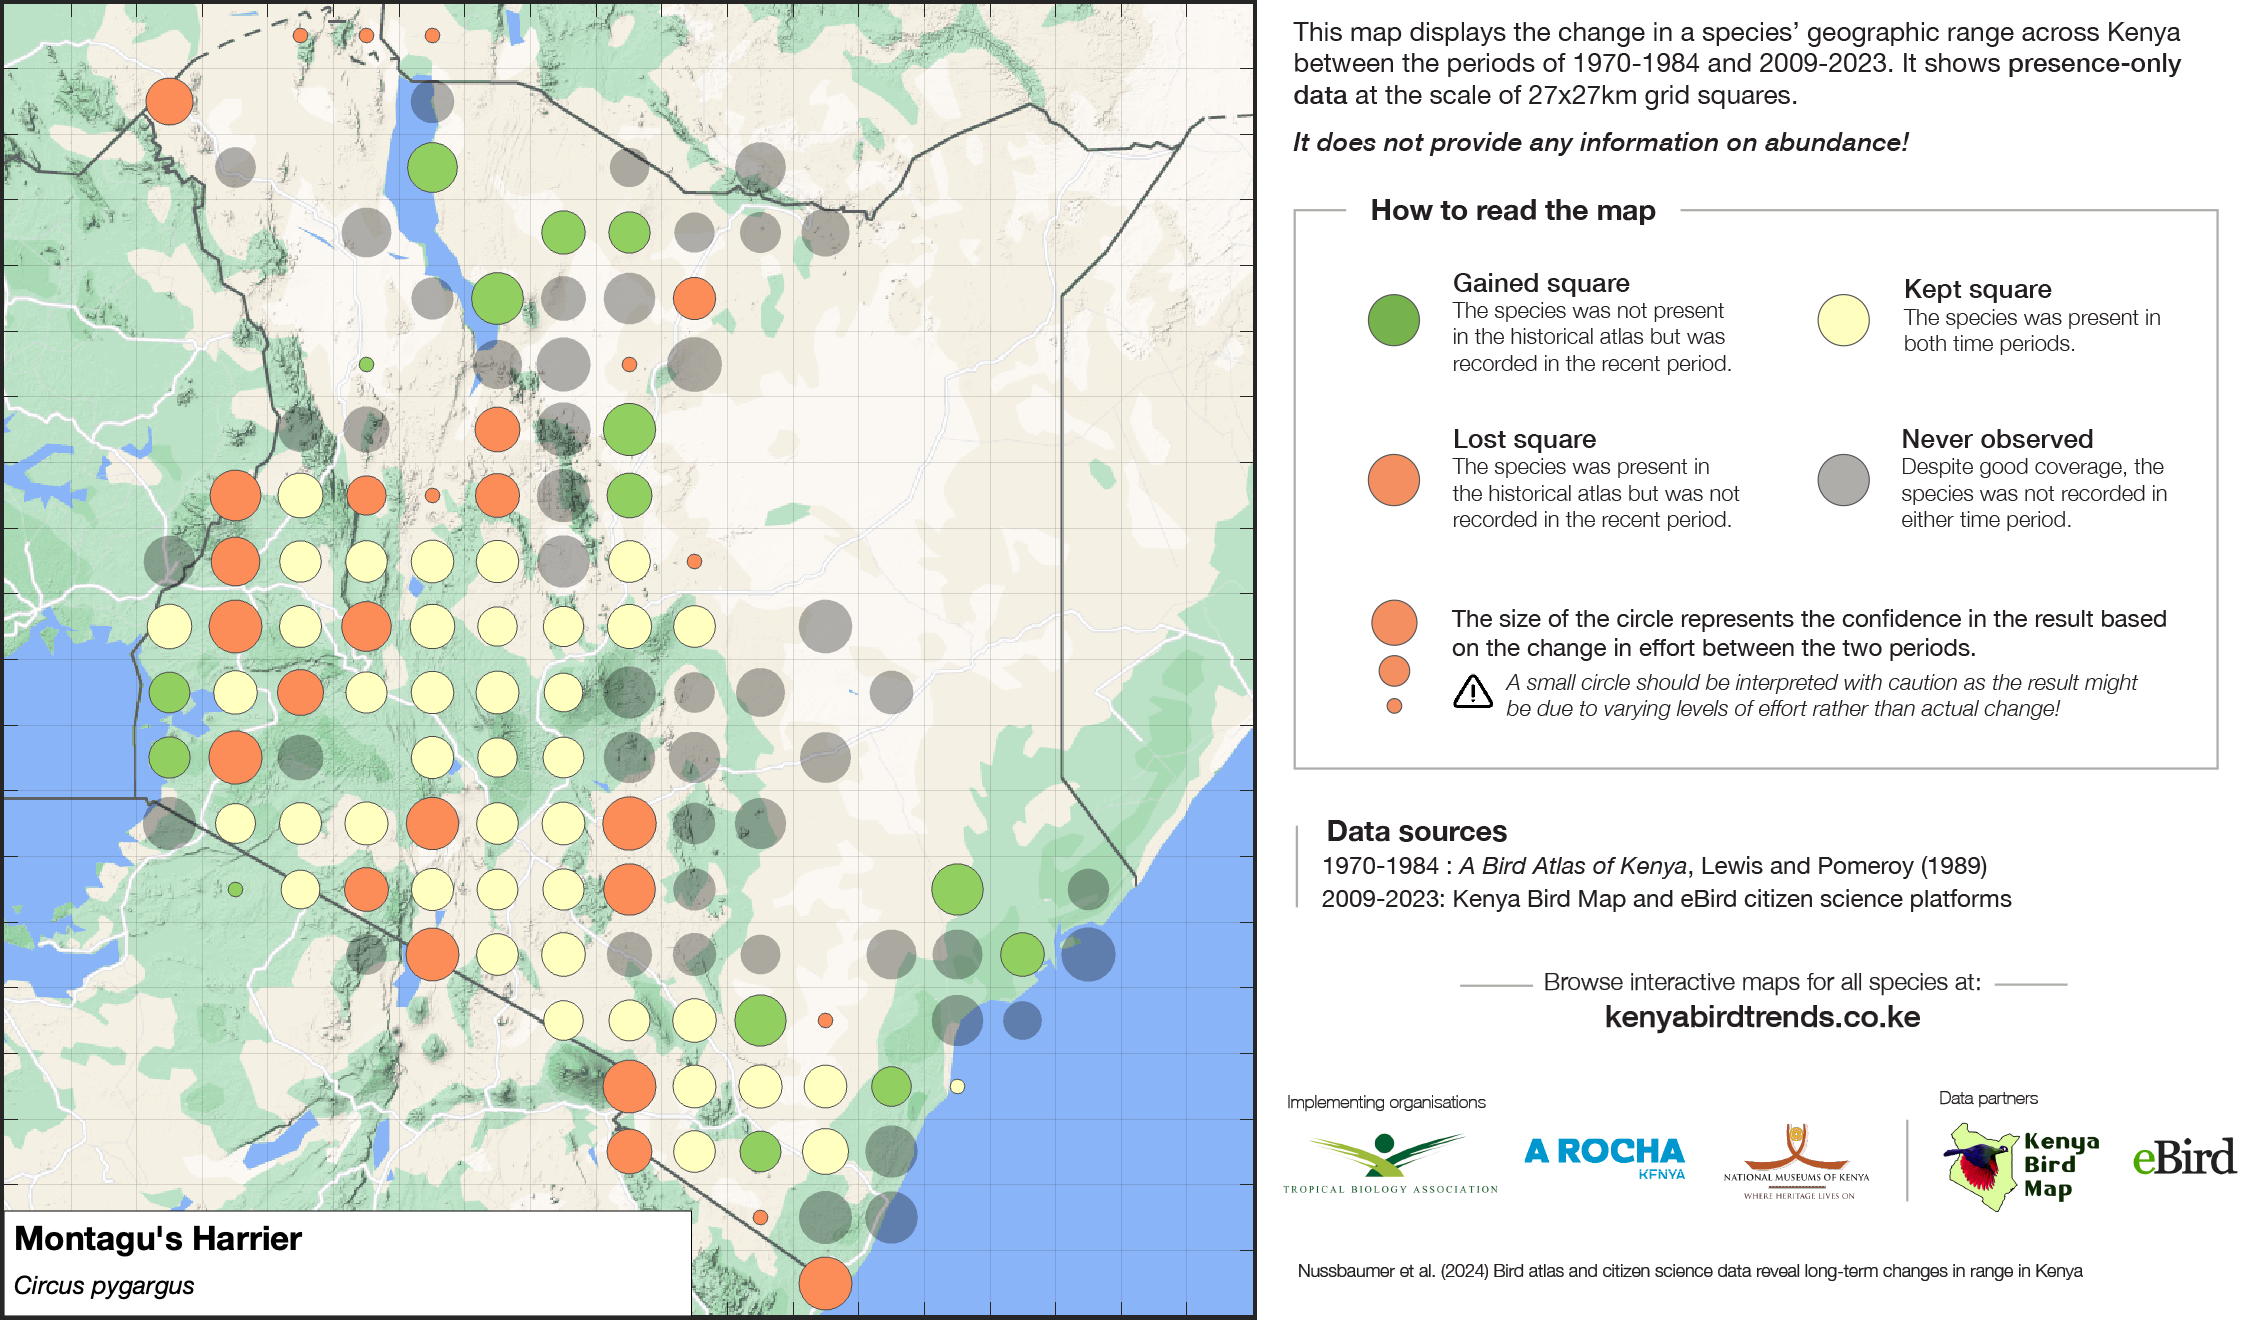 This map displays the change in a species’ geographic range across Kenya
between the periods of 1970-1984 and 2009-2023. It shows presence-only
data at the scale of 27x27km grid squares.
It does not provide any information on abundance!
How to read the map
Gained square
The species was not present
in the historical atlas but was
recorded in the recent period.
Kept square
The species was present in
both time periods.
Lost square
The species was present in
the historical atlas but was not
recorded in the recent period.
Never observed
Despite good coverage, the
species was not recorded in
either time period.
The size of the circle represents the confidence in the result based
on the change in effort between the two periods.
A small circle should be interpreted with caution as the result might
be due to varying levels of effort rather than actual change!
Data sources
1970-1984 : A Bird Atlas of Kenya, Lewis and Pomeroy (1989)
2009-2023: Kenya Bird Map and eBird citizen science platforms
Browse interactive maps for all species at:
kenyabirdtrends.co.ke
Implementing organisations
Data partners
TROPICAL BIOLOGY ASSOCIATION
A ROCHA
KENYA
NATIONAL MUSEUMS OF KENYA
WHERE HERITAGE LIVES ON
Kenya
Bird
Map
eBird
Nussbaumer et al. (2024) Bird atlas and citizen science data reveal long-term changes in range in Kenya
Montagu's Harrier
Circus pygargus